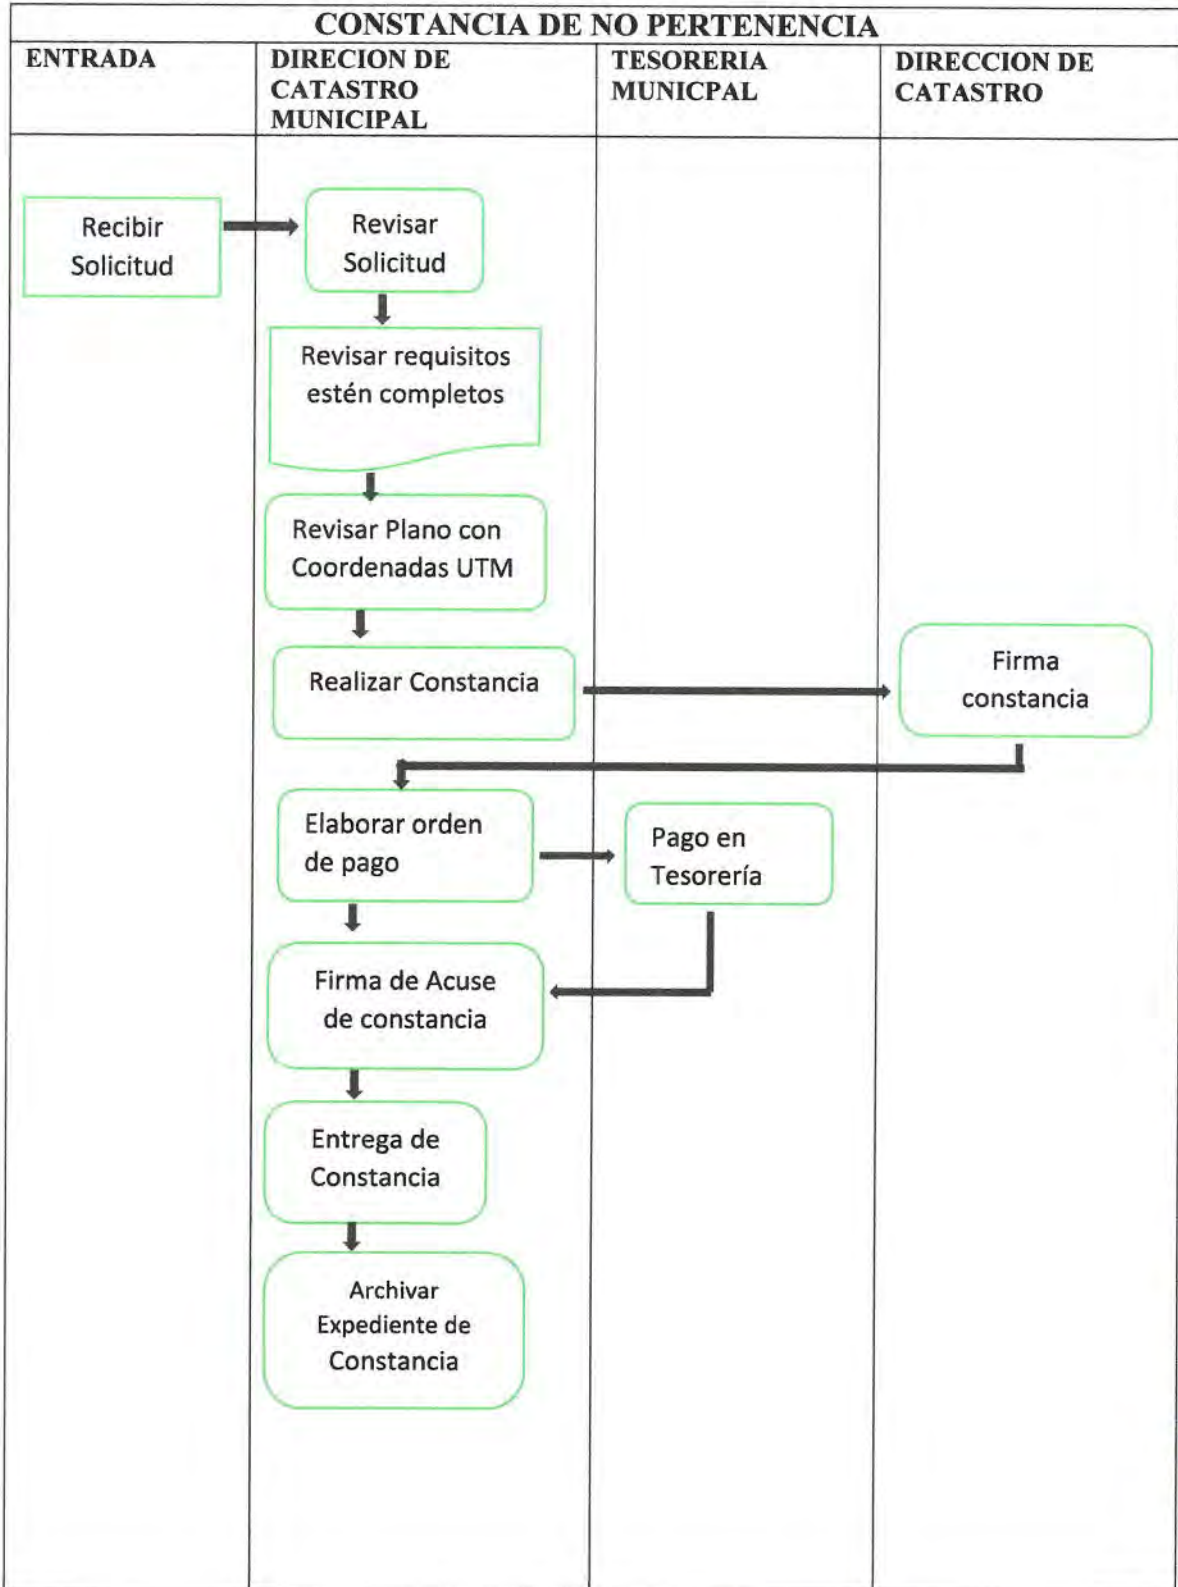 CONSTANCIA DE NO PERTENENCIA
ENTRADA
DIRECION DE
CATASTRO
MUNICIPAL
TESORERIA
MUNICPAL
DIRECCION DE
CATASTRO
Recibir
Solicitud
Revisar
Solicitud
Revisar requisitos
estén completos
Revisar Plano con
Coordenadas UTM
Realizar Constancia
Firma
constancia
Elaborar orden
de pago
Pago en
Tesorería
Firma de Acuse
de constancia
Entrega de
Constancia
Archivar
Expediente de
Constancia